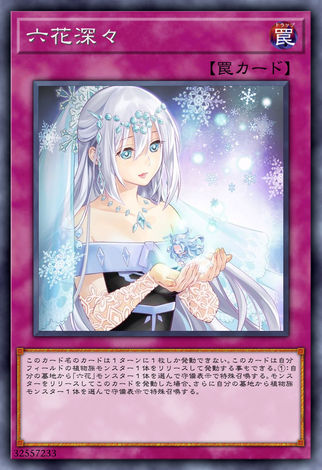 六花深々
トラップ
罠
【罠カード】
このカード名のカードは1ターンに1枚しか発動できない。このカードは自分
フィールドの植物族モンスター1体をリリースして発動する事もできる。①:自
分の墓地から「六花」モンスター1体を選んで守備表示で特殊召喚する。モンス
ターをリリースしてこのカードを発動した場合、さらに自分の墓地から植物族
モンスター1体を選んで守備表示で特殊召喚できる。
32557233